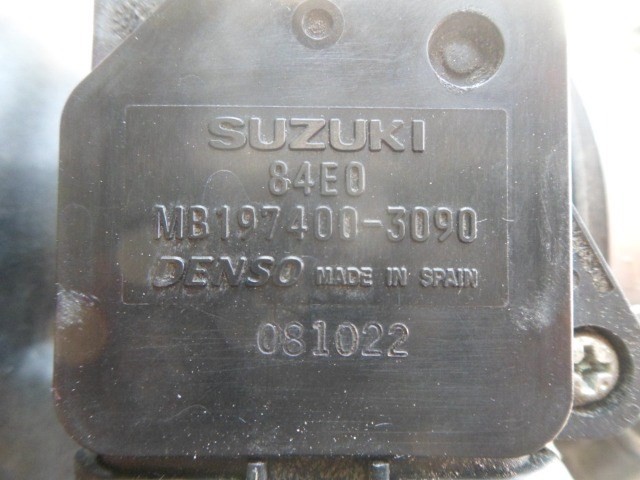 SUZUKI
84E0
MB197400-3090
DENSO MADE IN SPAIN
081022